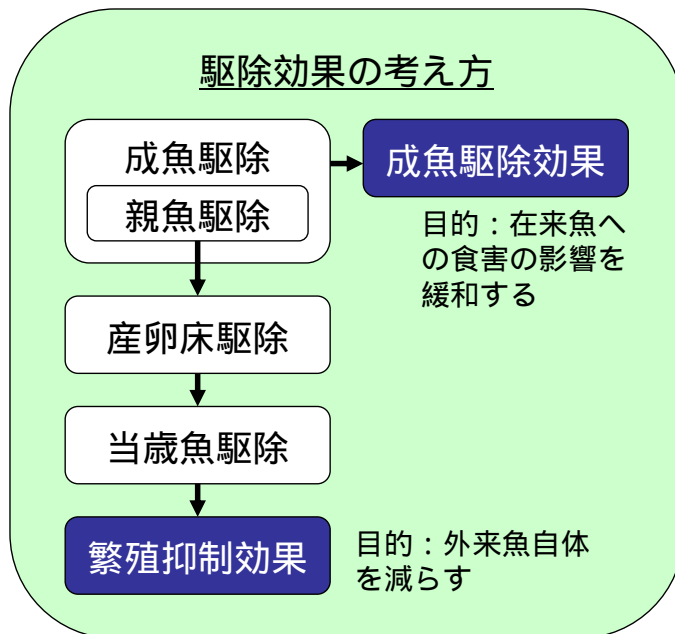 駆除効果の考え方
成魚駆除
親魚駆除
成魚駆除効果
目的：在来魚へ
の食害の影響を
緩和する
産卵床駆除
当歳魚駆除
繁殖抑制効果
目的：外来魚自体
を減らす